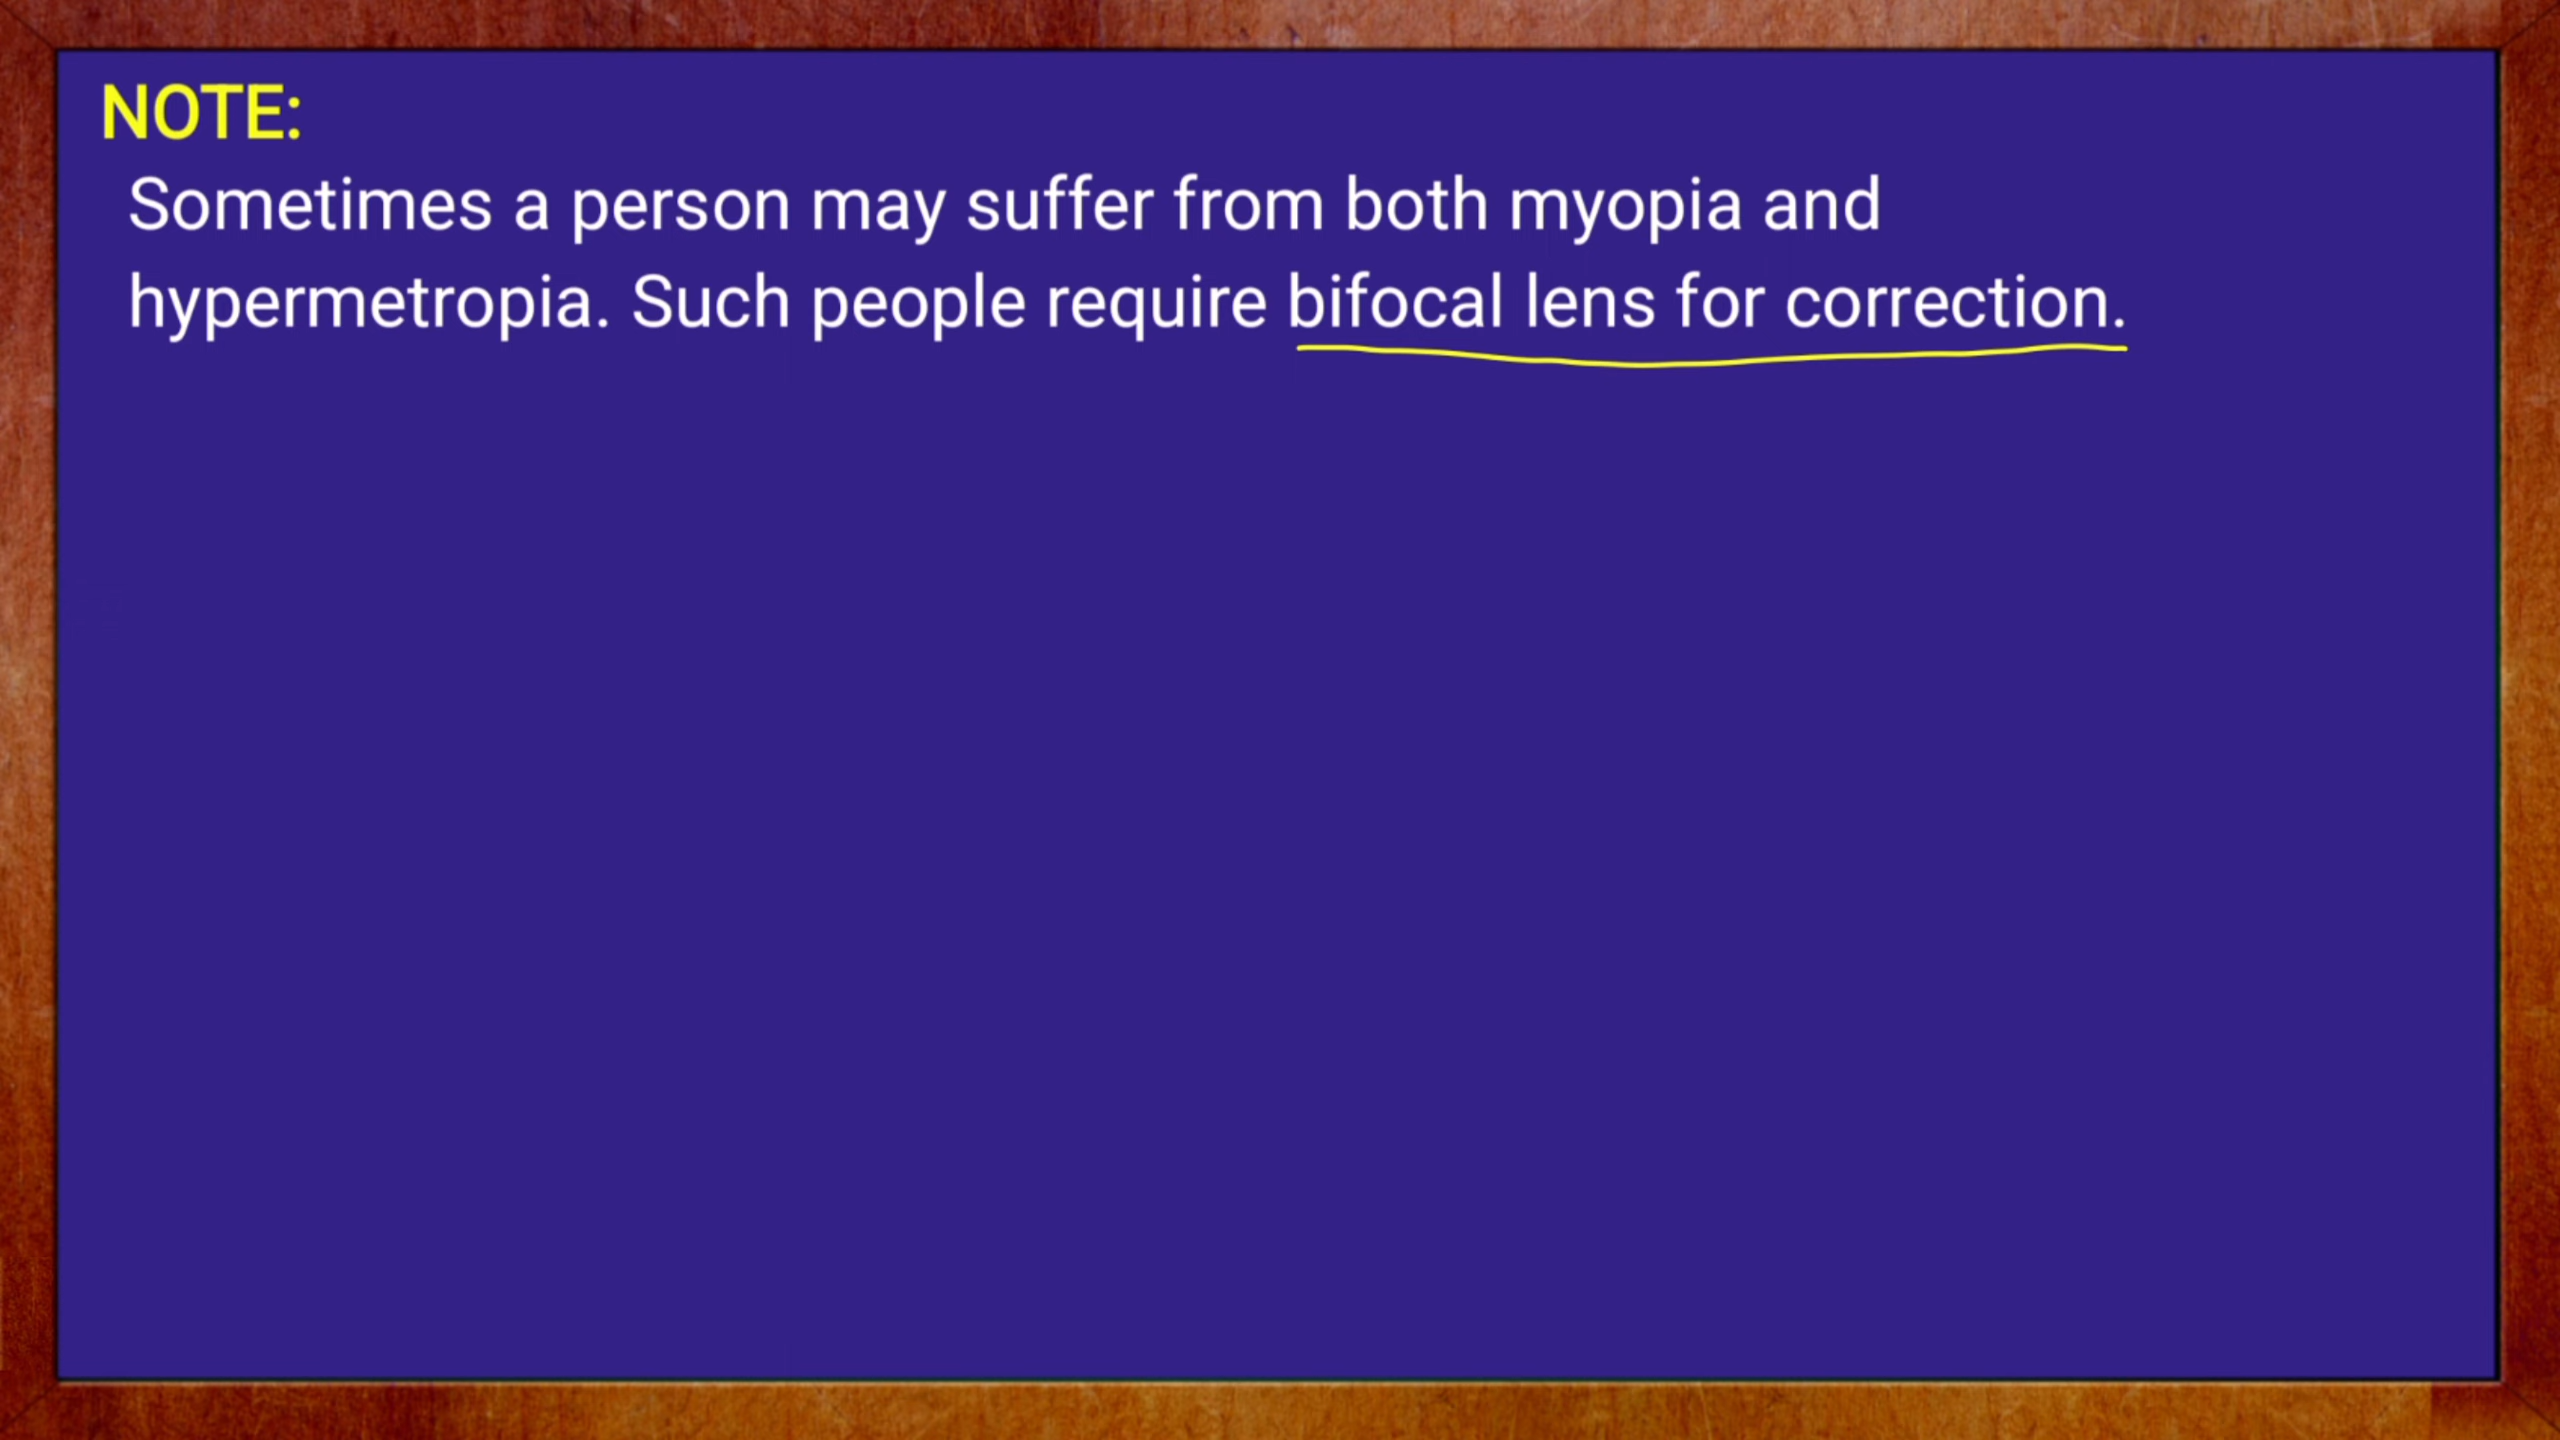 NOTE:
Sometimes a person may suffer from both myopia and
hypermetropia. Such people require bifocal lens for correction.